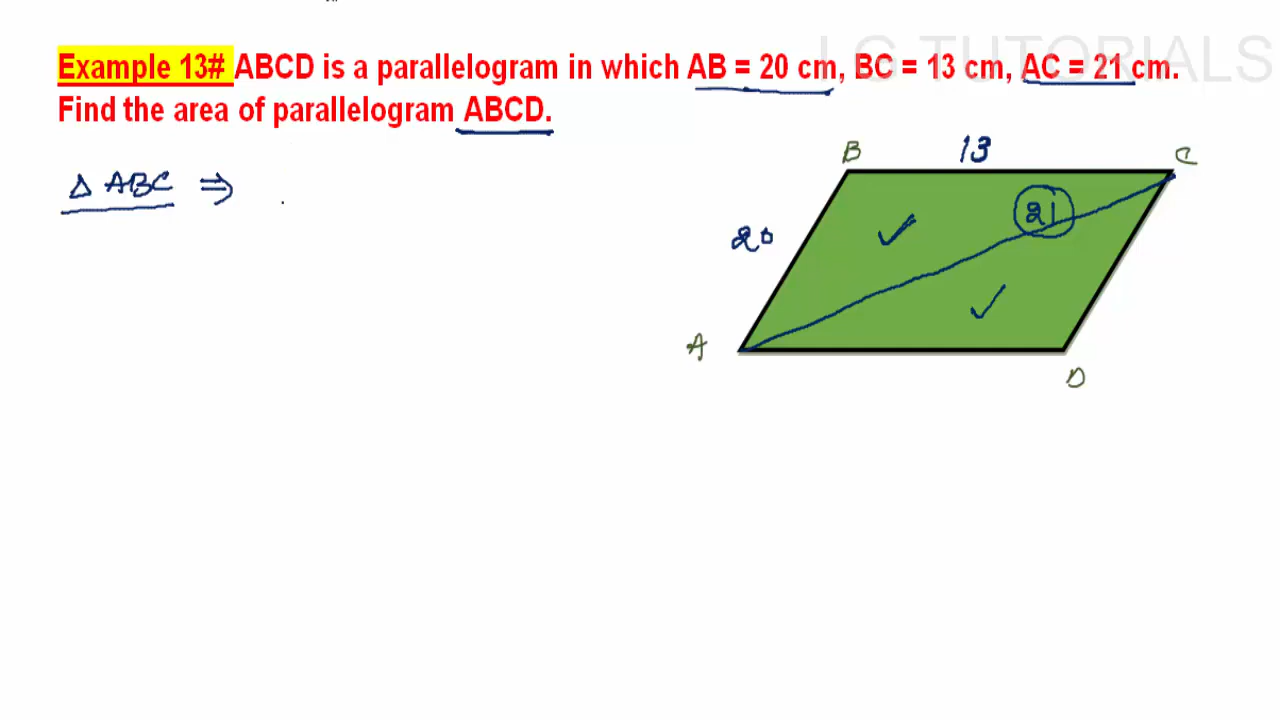 LC TUTORIALS
Example 13# ABCD is a parallelogram in which AB = 20 cm, BC = 13 cm, AC = 21 cm.
Find the area of parallelogram ABCD.
B 13 C
Δ ABC ⇒
21
20
A
D